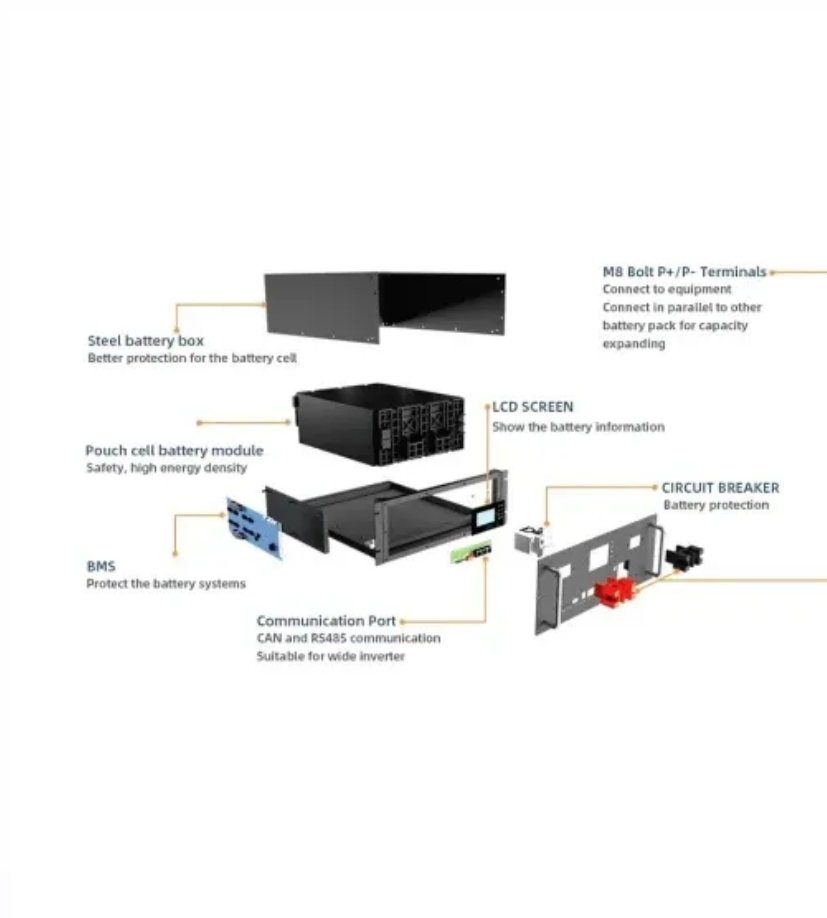 M8 Bolt P+/P- Terminals
Connect to equipment
Connect in parallel to other
battery pack for capacity
expanding
Steel battery box
Better protection for the battery cell
LCD SCREEN
Show the battery information
Pouch cell battery module
Safety, high energy density
CIRCUIT BREAKER
Battery protection
BMS
Protect the battery systems
Communication Port
CAN and RS485 communication
Suitable for wide inverter